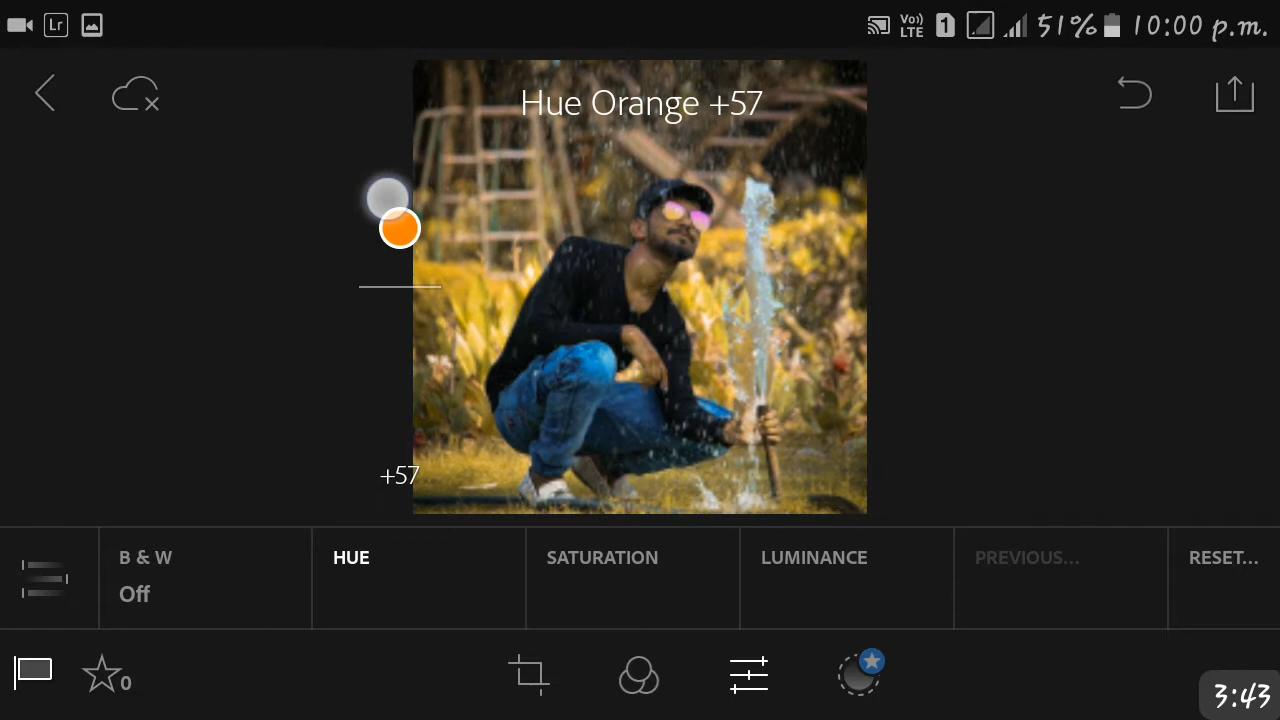 Lr Vo) LTE 1 51% 10:00 p.m.
Hue Orange +57
+57
B & W HUE SATURATION LUMINANCE PREVIOUS... RESET...
Off
0
3:43